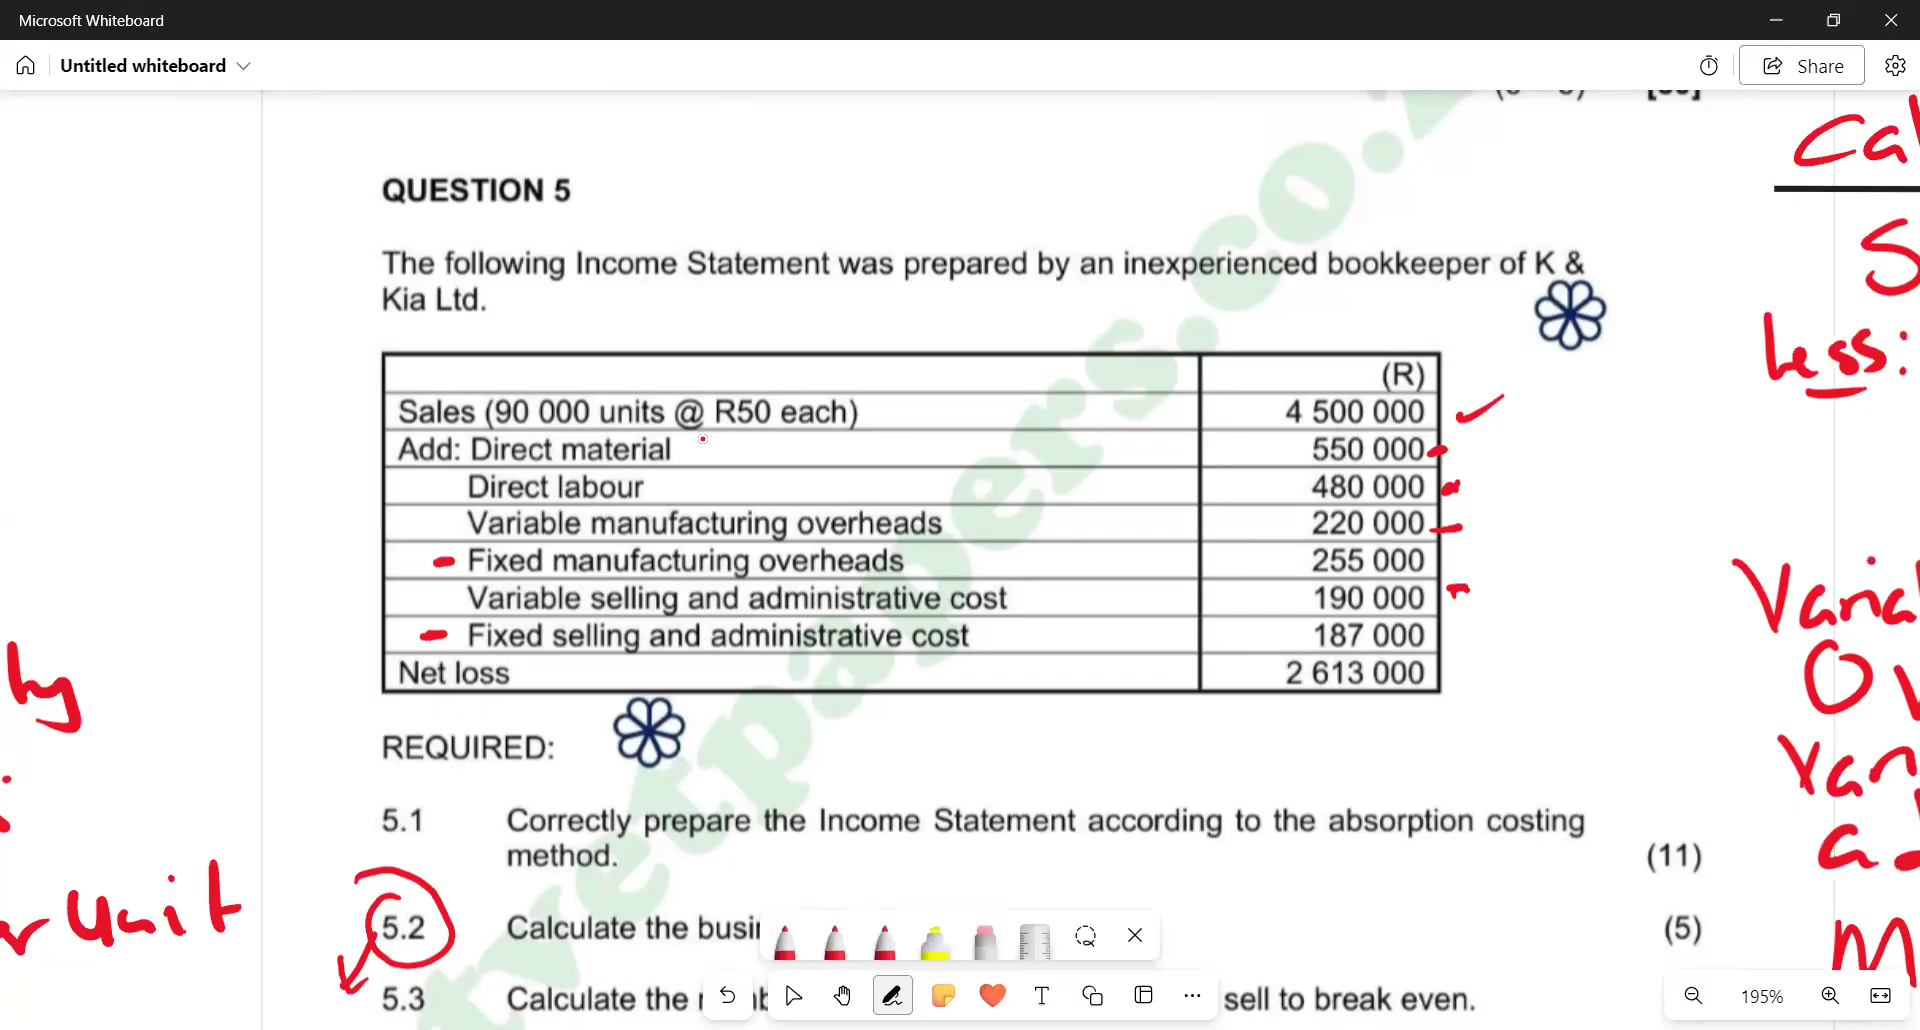 Microsoft Whiteboard
Untitled whiteboard
Share
QUESTION 5
The following Income Statement was prepared by an inexperienced bookkeeper of K &
Kia Ltd.
(R)
Sales (90 000 units @ R50 each) 4 500 000
Add: Direct material 550 000
Direct labour 480 000
Variable manufacturing overheads 220 000
Fixed manufacturing overheads 255 000
Variable selling and administrative cost 190 000
Fixed selling and administrative cost 187 000
Net loss 2 613 000
REQUIRED:
5.1 Correctly prepare the Income Statement according to the absorption costing
method. (11)
5.2 Calculate the busi (5)
5.3 Calculate the sell to break even.
less:
unit
vetpapers.co.z
T
195%